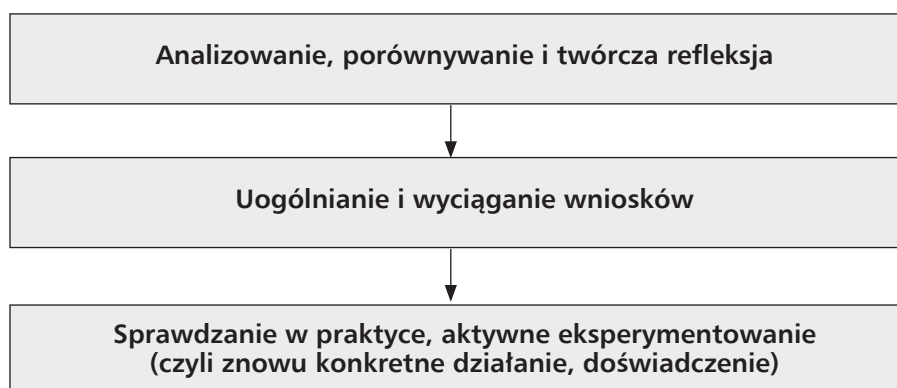 Analizowanie, porównywanie i twórcza refleksja
Uogólnianie i wyciąganie wniosków
Sprawdzanie w praktyce, aktywne eksperymentowanie
(czyli znowu konkretne działanie, doświadczenie)